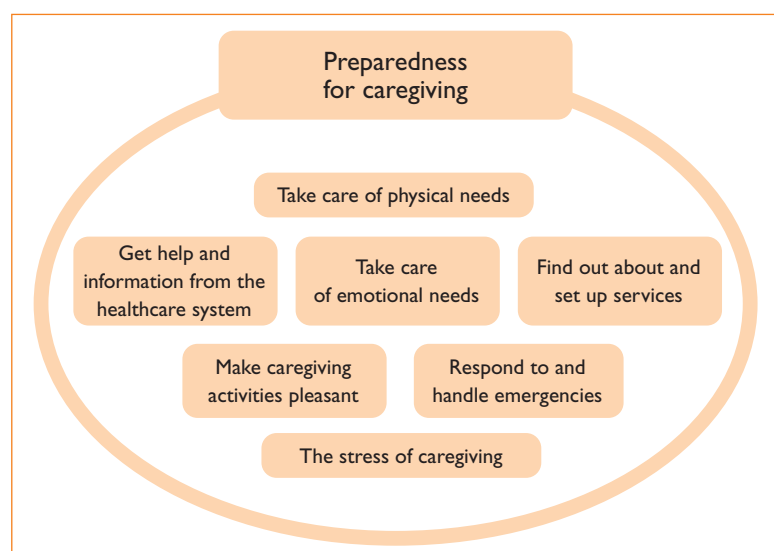 Preparedness
for caregiving
Take care of physical needs
Get help and
information from the
healthcare system
Take care
of emotional needs
Find out about and
set up services
Make caregiving
activities pleasant
Respond to and
handle emergencies
The stress of caregiving